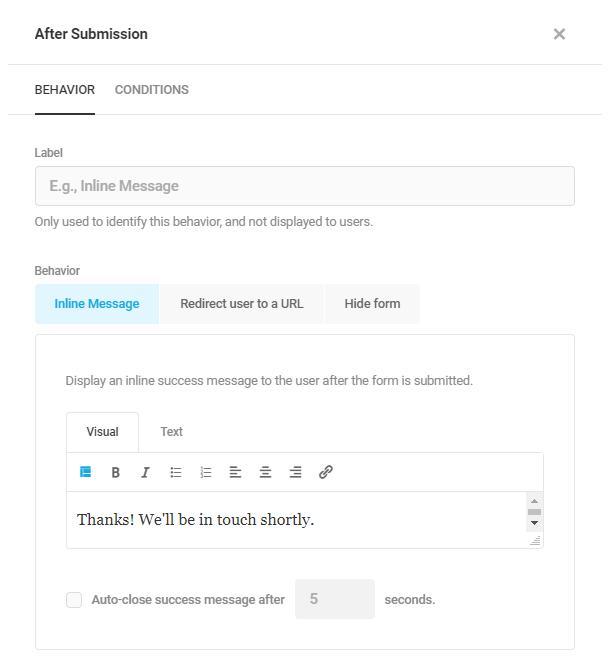 After Submission
BEHAVIOR CONDITIONS
Label
E.g., Inline Message
Only used to identify this behavior, and not displayed to users.
Behavior
Inline Message Redirect user to a URL Hide form
Display an inline success message to the user after the form is submitted.
Visual Text
B I
Thanks! We'll be in touch shortly.
Auto-close success message after 5 seconds.